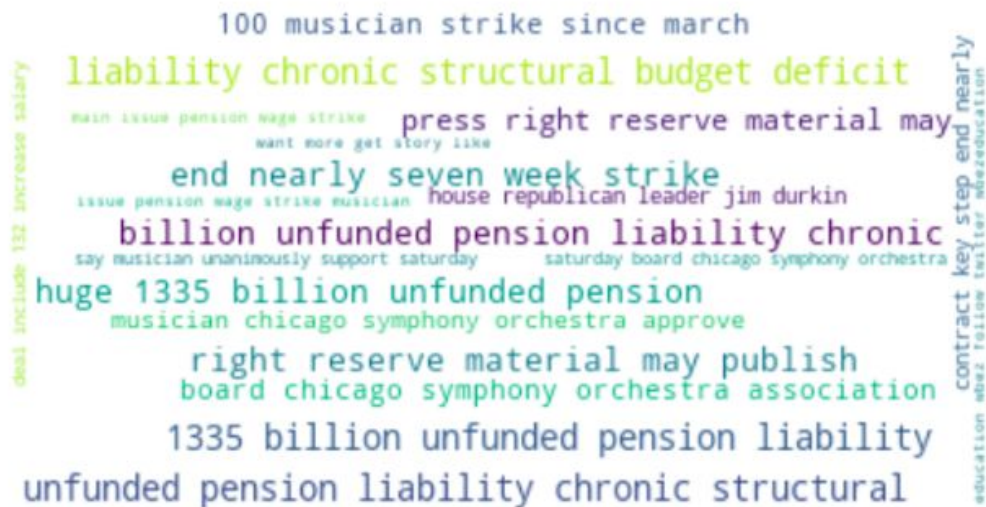 100 musician strike since march
liability chronic structural budget deficit
main issue pension wage strike
press right reserve material may
want more get story like
end nearly seven week strike
house republican leader jim durkin
issue pension wage strike musician
billion unfunded pension liability chronic
say musician unanimously support saturday
saturday board chicago symphony orchestra
huge 1335 billion unfunded pension
musician chicago symphony orchestra approve
right reserve material may publish
board chicago symphony orchestra association
1335 billion unfunded pension liability
unfunded pension liability chronic structural
deal include 132 increase salary
contract key step end nearly
education wbez follow twitter wbezeducation